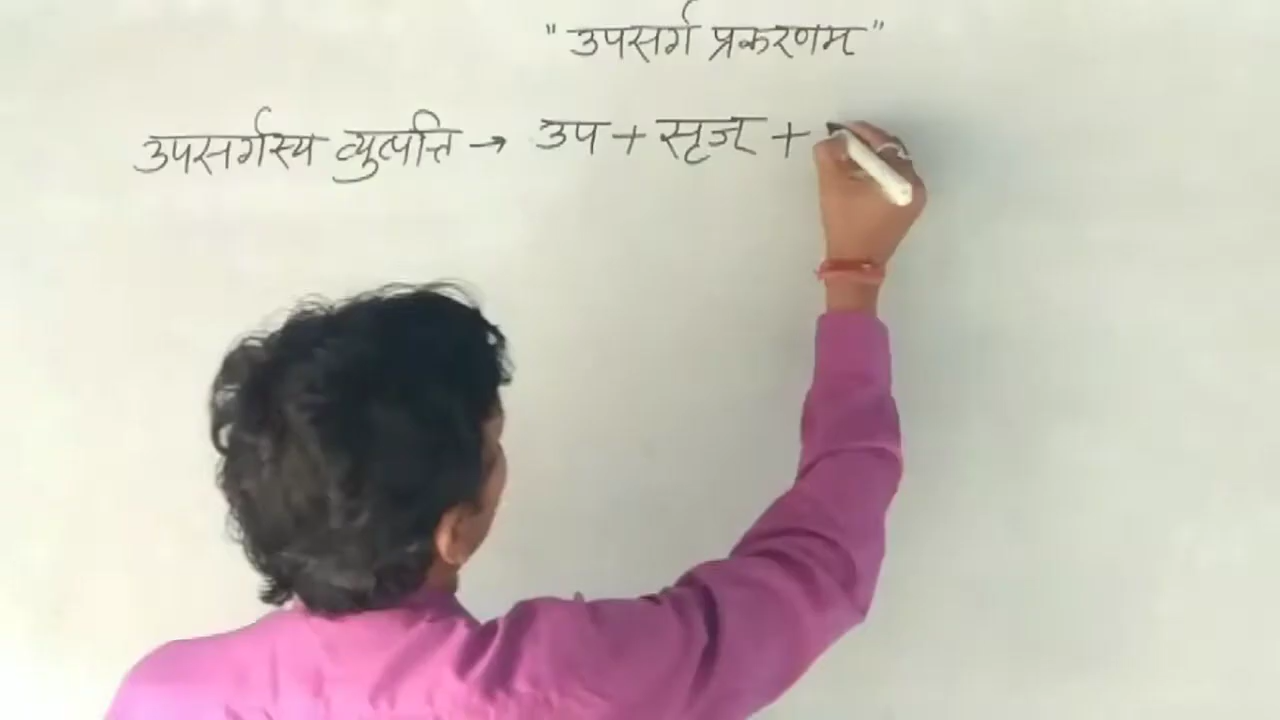 "उपसर्ग प्रकरणम"
उपसर्गस्य व्युत्पत्ति → उप + सृज् +